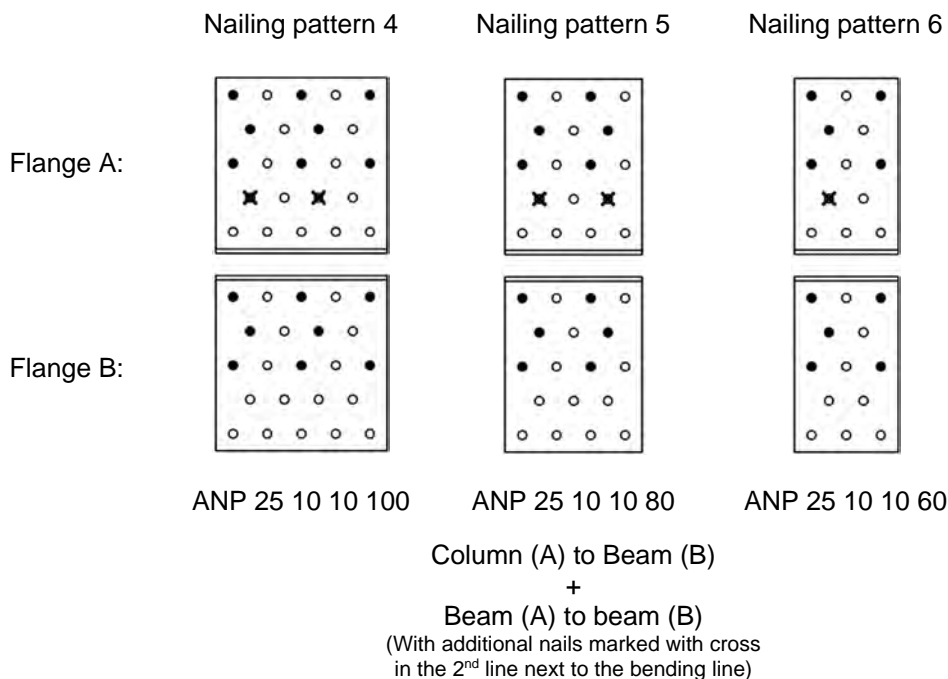 Nailing pattern 4 Nailing pattern 5 Nailing pattern 6
Flange A:
Flange B:
ANP 25 10 10 100 ANP 25 10 10 80 ANP 25 10 10 60
Column (A) to Beam (B)
+
Beam (A) to beam (B)
(With additional nails marked with cross
in the 2nd line next to the bending line)